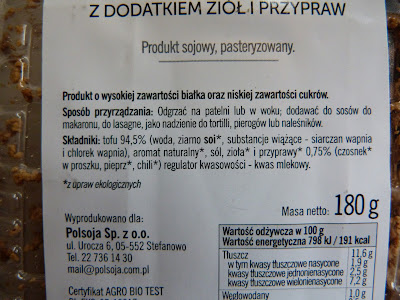 Z DODATKIEM ZIÓŁ I PRZYPRAW
Produkt sojowy, pasteryzowany.
Produkt o wysokiej zawartości białka oraz niskiej zawartości cukrów.
Sposób przyrządzania: Odgrzać na patelni lub w woku; dodawać do sosów do
makaronu, do lasagne, jako nadzienie do tortilli, pierogów lub naleśników.
Składniki: tofu 94,5% (woda, ziarno soi*, substancje wiążące - siarczan wapnia
i chlorek wapnia), aromat naturalny*, sól, zioła* i przyprawy* 0,75% (czosnek*
w proszku, pieprz*, chili*) regulator kwasowości - kwas mlekowy.
*z upraw ekologicznych
Masa netto: 180 g
Wyprodukowano dla:
Polsoja Sp. z o.o.
ul. Urocza 6, 05-552 Stefanowo
Tel. 22 736 14 30
mail@polsoja.com.pl
Certyfikat AGRO BIO TEST
Wartość odżywcza w 100 g
Wartość energetyczna 798 kJ / 191 kcal
Tłuszcz 11,6 g
w tym kwasy tłuszczowe nasycone 1,9 g
kwasy tłuszczowe jednonienasycone 2,5 g
kwasy tłuszczowe wielonienasycone 7,2 g
Węglowodany 1,0 g